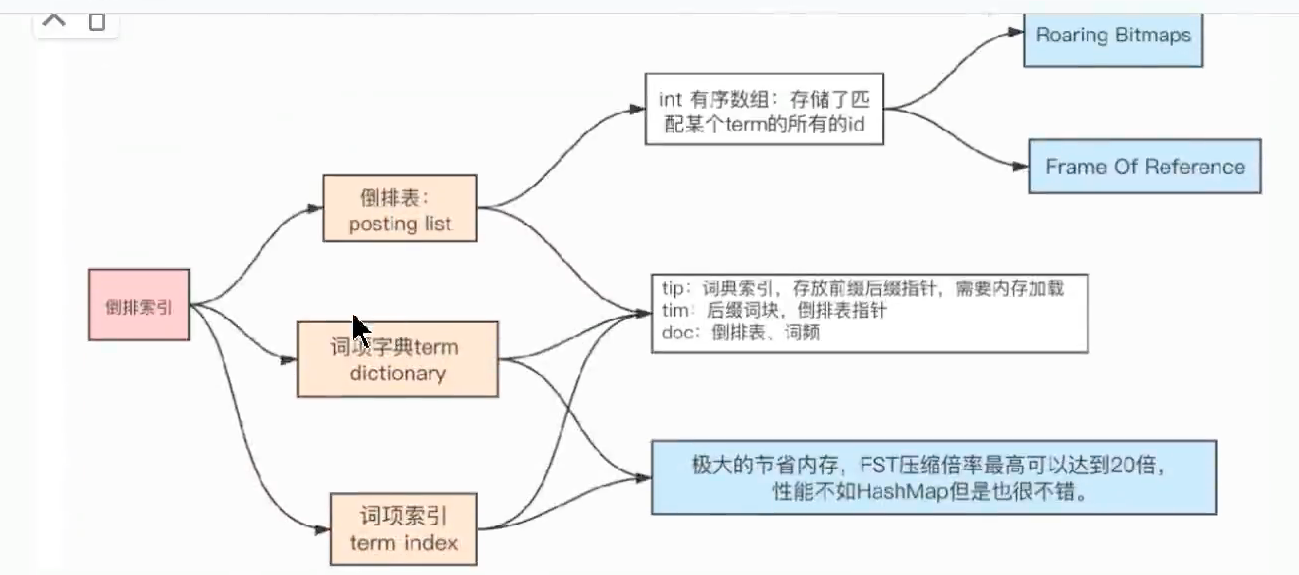 Roaring Bitmaps
int 有序数组：存储了匹
配某个term的所有的id
Frame Of Reference
倒排表：
posting list
倒排索引
tip：词典索引，存放前缀后缀指针，需要内存加载
tim：后缀词块，倒排表指针
doc：倒排表、词频
词项字典term
dictionary
极大的节省内存，FST压缩倍率最高可以达到20倍，
性能不如HashMap但是也很不错。
词项索引
term index